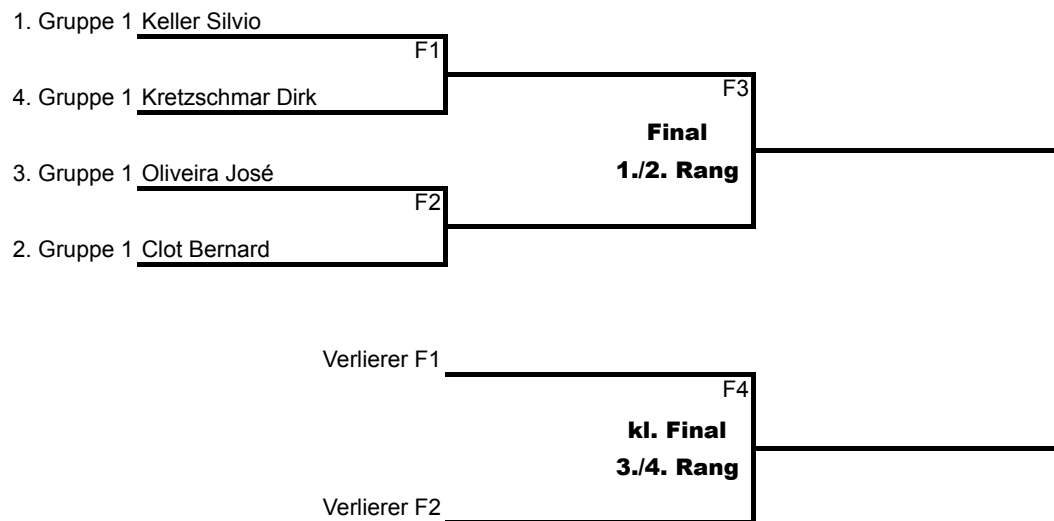 1. Gruppe 1 Keller Silvio
F1
4. Gruppe 1 Kretzschmar Dirk
F3
Final
1./2. Rang
3. Gruppe 1 Oliveira José
F2
2. Gruppe 1 Clot Bernard
Verlierer F1
F4
kl. Final
3./4. Rang
Verlierer F2